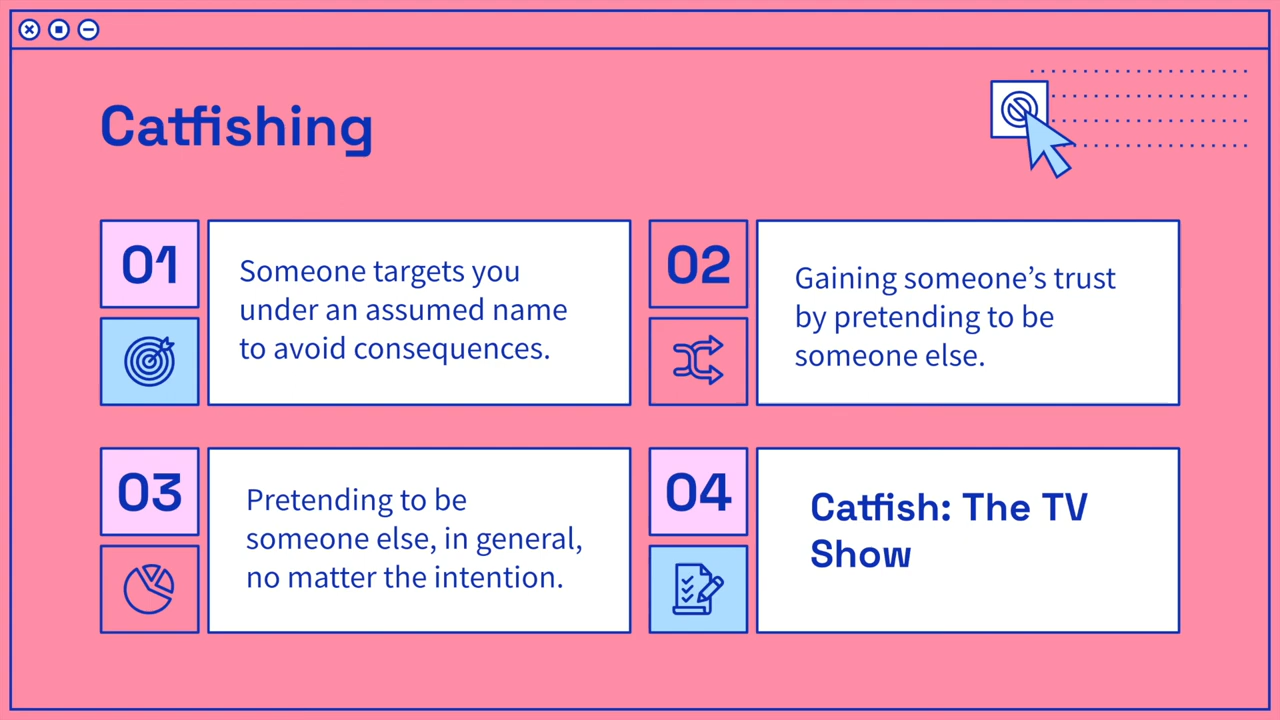 Catfishing
01
Someone targets you
under an assumed name
to avoid consequences.
02
Gaining someone’s trust
by pretending to be
someone else.
03
Pretending to be
someone else, in general,
no matter the intention.
04
Catfish: The TV
Show